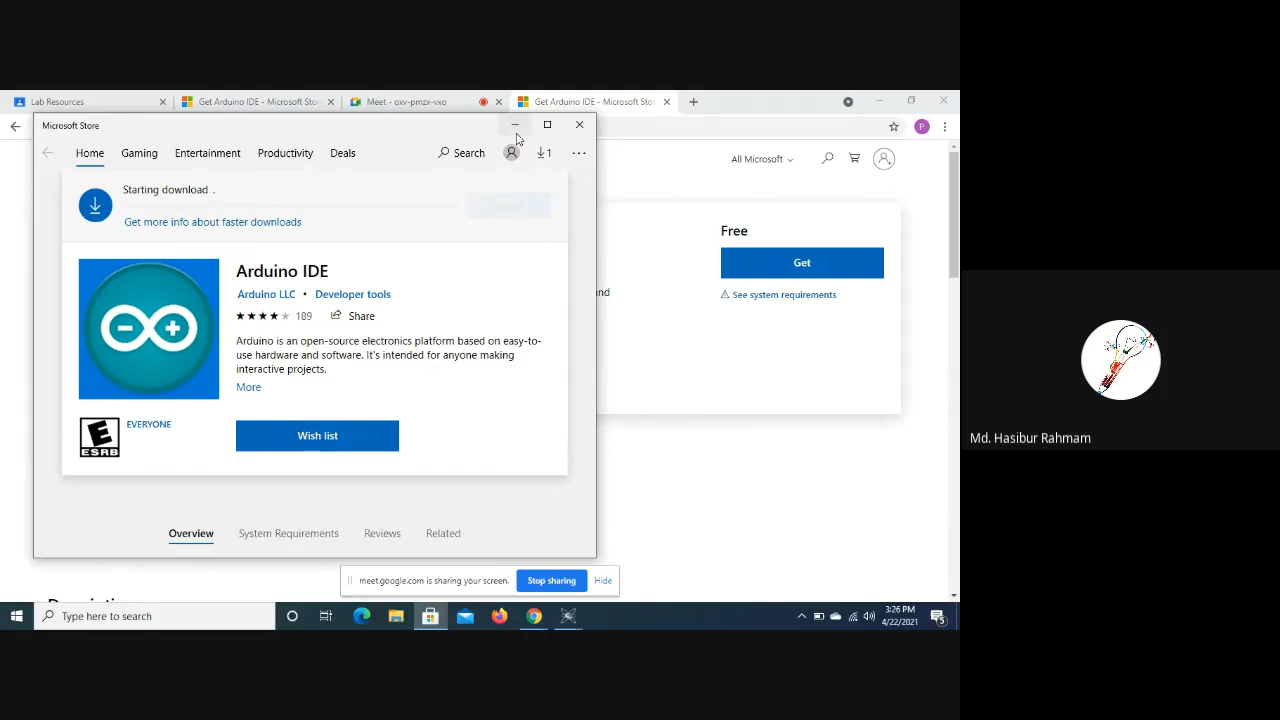 Lab Resources
Get Arduino IDE - Microsoft Sto
Meet - oxv-pmzx-vxo
Get Arduino IDE - Microsoft Sto
Microsoft Store
Home
Gaming
Entertainment
Productivity
Deals
Search
1
All Microsoft
P
Starting download .
Get more info about faster downloads
Arduino IDE
Arduino LLC • Developer tools
189
Share
Arduino is an open-source electronics platform based on easy-to-
use hardware and software. It's intended for anyone making
interactive projects.
More
E
ESRB
EVERYONE
Wish list
Overview
System Requirements
Reviews
Related
Free
Get
See system requirements
nd
meet.google.com is sharing your screen.
Stop sharing
Hide
Type here to search
3:26 PM
4/22/2021
5
Md. Hasibur Rahmam